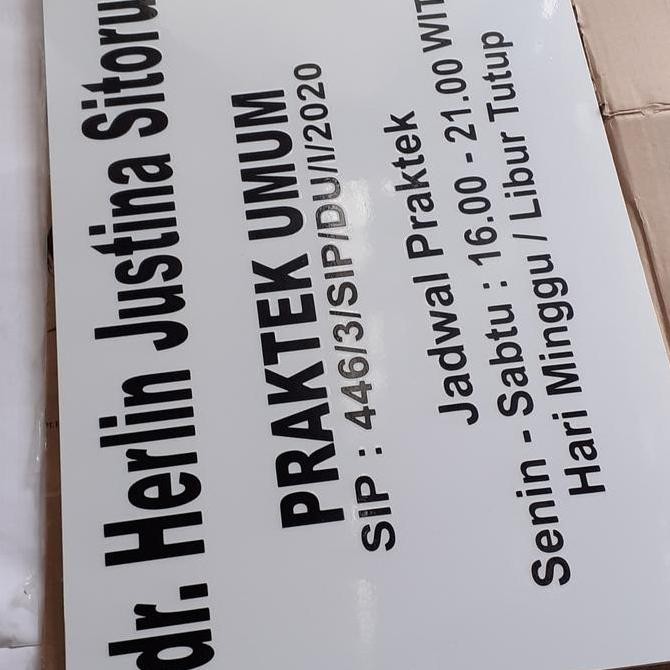 dr. Herlin Justina Sitoru
PRAKTEK UMUM
SIP : 446/3/SIP/DU/I/2020
Jadwal Praktek
Senin - Sabtu : 16.00 - 21.00 WIT
Hari Minggu / Libur Tutup